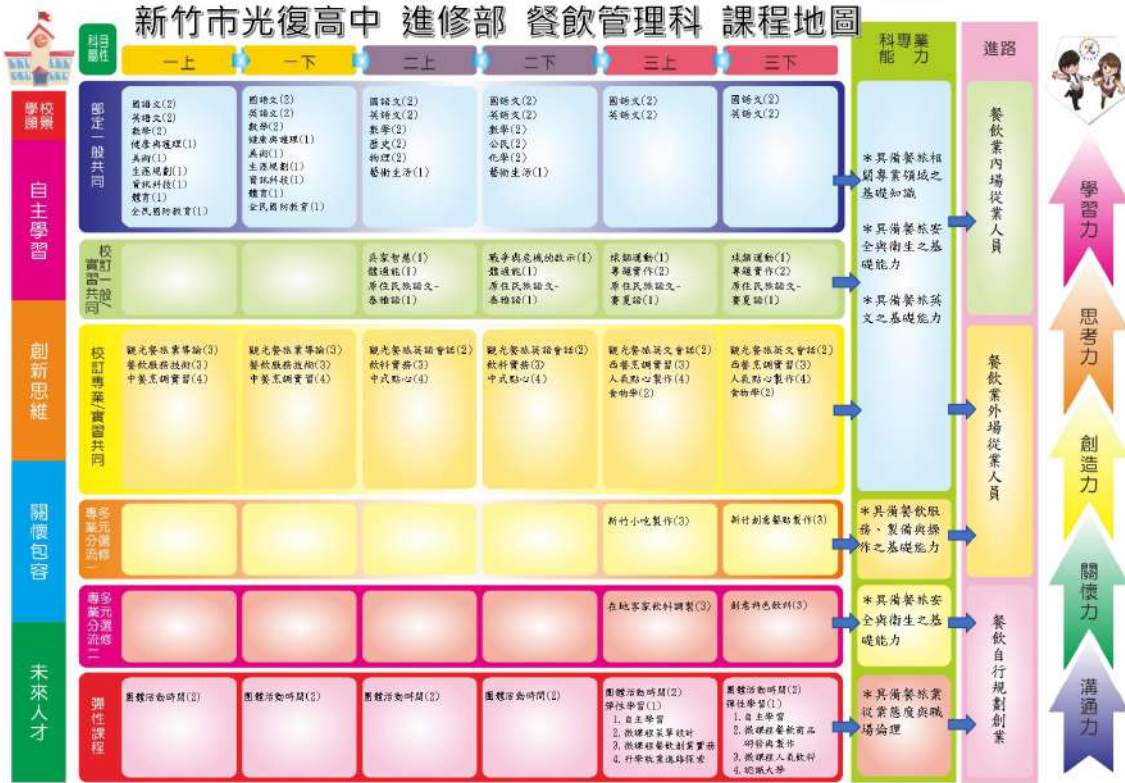 新竹市光復高中 進修部 餐飲管理科 課程地圖
科目屬性
一上
一下
二上
二下
三上
三下
科專業能力
進路
學校願景
自主學習
創新思維
關懷包容
未來人才
部定一般共同
國語文(2)
英語文(2)
數學(2)
健康與護理(1)
美術(1)
生涯規劃(1)
資訊科技(1)
體育(1)
全民國防教育(1)
國語文(2)
英語文(2)
數學(2)
健康與護理(1)
美術(1)
生涯規劃(1)
資訊科技(1)
體育(1)
全民國防教育(1)
國語文(2)
英語文(2)
數學(2)
歷史(2)
物理(2)
藝術生活(1)
國語文(2)
英語文(2)
數學(2)
公民(2)
化學(2)
藝術生活(1)
國語文(2)
英語文(2)
國語文(2)
英語文(2)
校訂一般/實習共同
吳家智慧(1)
體適能(1)
原住民族語文-
泰雅語(1)
戰爭與危機的啟示(1)
體適能(1)
原住民族語文-
泰雅語(1)
球類運動(1)
專題實作(2)
原住民族語文-
賽夏語(1)
球類運動(1)
專題實作(2)
原住民族語文-
賽夏語(1)
校訂專業/實習共同
觀光餐旅業導論(3)
餐飲服務技術(3)
中餐烹調實習(4)
觀光餐旅業導論(3)
餐飲服務技術(3)
中餐烹調實習(4)
觀光餐旅英語會話(2)
飲料實務(3)
中式點心(4)
觀光餐旅英語會話(2)
飲料實務(3)
中式點心(4)
觀光餐旅英文會話(2)
西餐烹調實習(3)
人氣點心製作(4)
食物學(2)
觀光餐旅英文會話(2)
西餐烹調實習(3)
人氣點心製作(4)
食物學(2)
多元選修專業分流一
新竹小吃製作(3)
新竹創意餐點製作(3)
多元選修專業分流二
在地客家飲料調製(3)
創意特色飲料(3)
彈性課程
團體活動時間(2)
團體活動時間(2)
團體活動時間(2)
團體活動時間(2)
團體活動時間(2)
彈性學習(1)
1. 自主學習
2. 微課程菜單設計
3. 微課程餐飲創業實務
4. 升學就業進路探索
團體活動時間(2)
彈性學習(1)
1. 自主學習
2. 微課程餐飲商品
研發與製作
3. 微課程人氣飲料
4. 認識大學
*具備餐旅相
關專業領域之
基礎知識
*具備餐旅安
全與衛生之基
礎能力
*具備餐旅英
文之基礎能力
*具備餐飲服
務、製備與操
作之基礎能力
*具備餐旅安
全與衛生之基
礎能力
*具備餐旅業
從業態度與職
場倫理
餐飲業內場從業人員
餐飲業外場從業人員
餐飲自行規劃創業
學習力
思考力
創造力
關懷力
溝通力